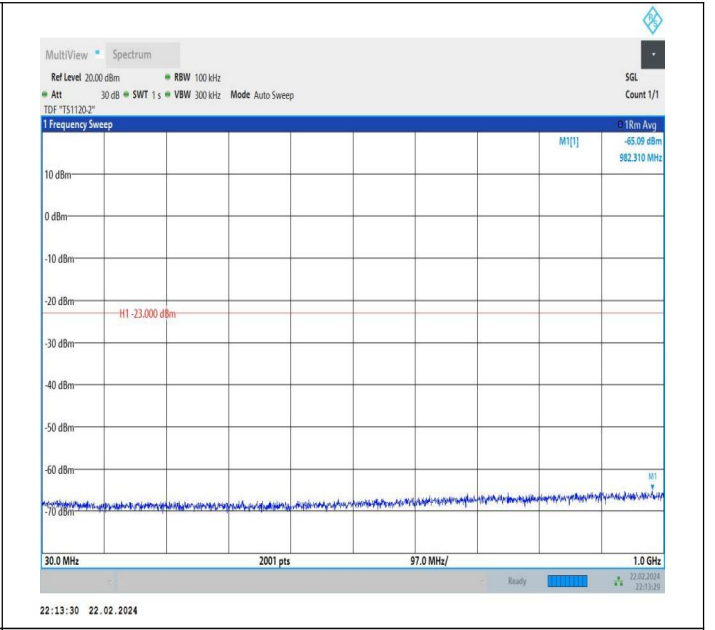 R&S
MultiView Spectrum
Ref Level 20.00 dBm RBW 100 kHz SGL
Att 30 dB SWT 1 s VBW 300 kHz Mode Auto Sweep Count 1/1
TDF "TS1120-2"
1 Frequency Sweep 1Rm Avg
M1[1] -65.09 dBm
982.310 MHz
10 dBm
0 dBm
-10 dBm
-20 dBm
H1 -23.000 dBm
-30 dBm
-40 dBm
-50 dBm
-60 dBm
M1
-70 dBm
30.0 MHz 2001 pts 97.0 MHz/ 1.0 GHz
Ready 22.02.2024
22:13:29
22:13:30 22.02.2024